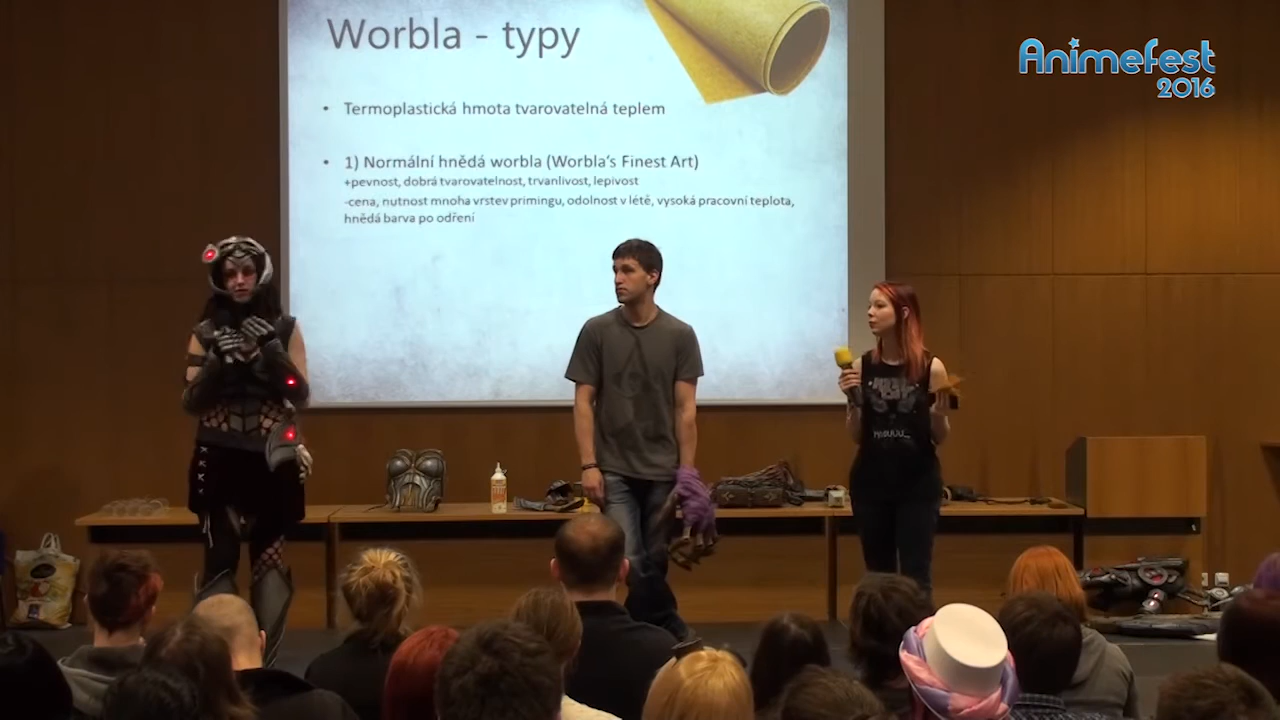 Worbla - typy
AnimeFest
2016
• Termoplastická hmota tvarovatelná teplem
• 1) Normální hnědá worbla (Worbla's Finest Art)
+pevnost, dobrá tvarovatelnost, trvanlivost, lepivost
-cena, nutnost mnoha vrstev primingu, odolnost v létě, vysoká pracovní teplota,
hnědá barva po odření